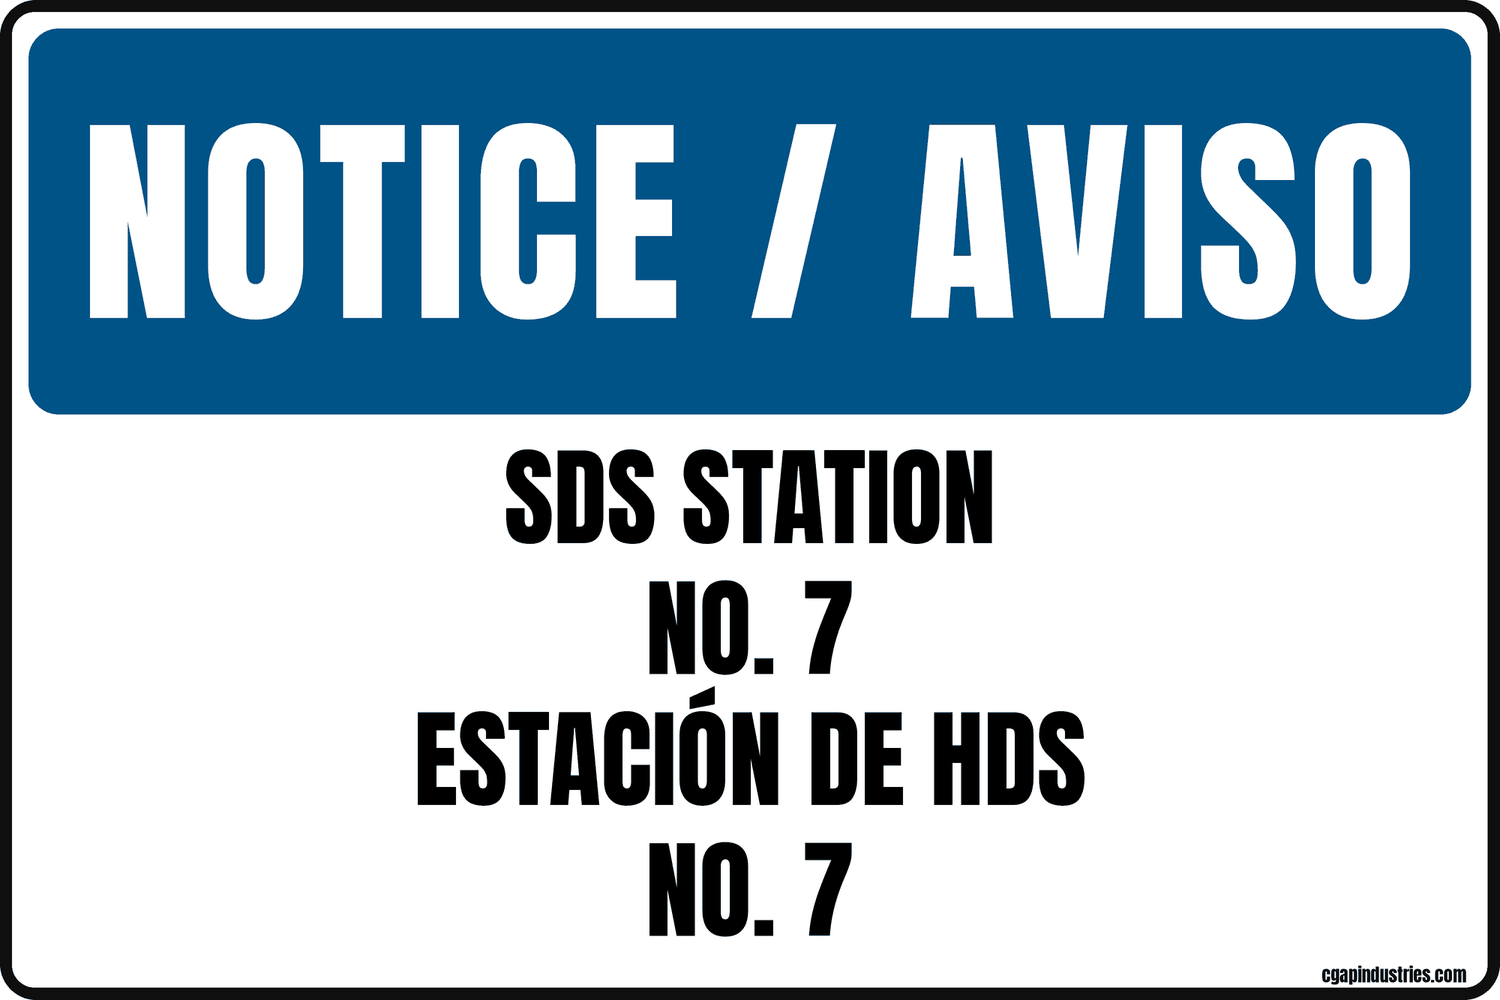 NOTICE / AVISO
SDS STATION
NO. 7
ESTACIÓN DE HDS
NO. 7
cgapindustries.com